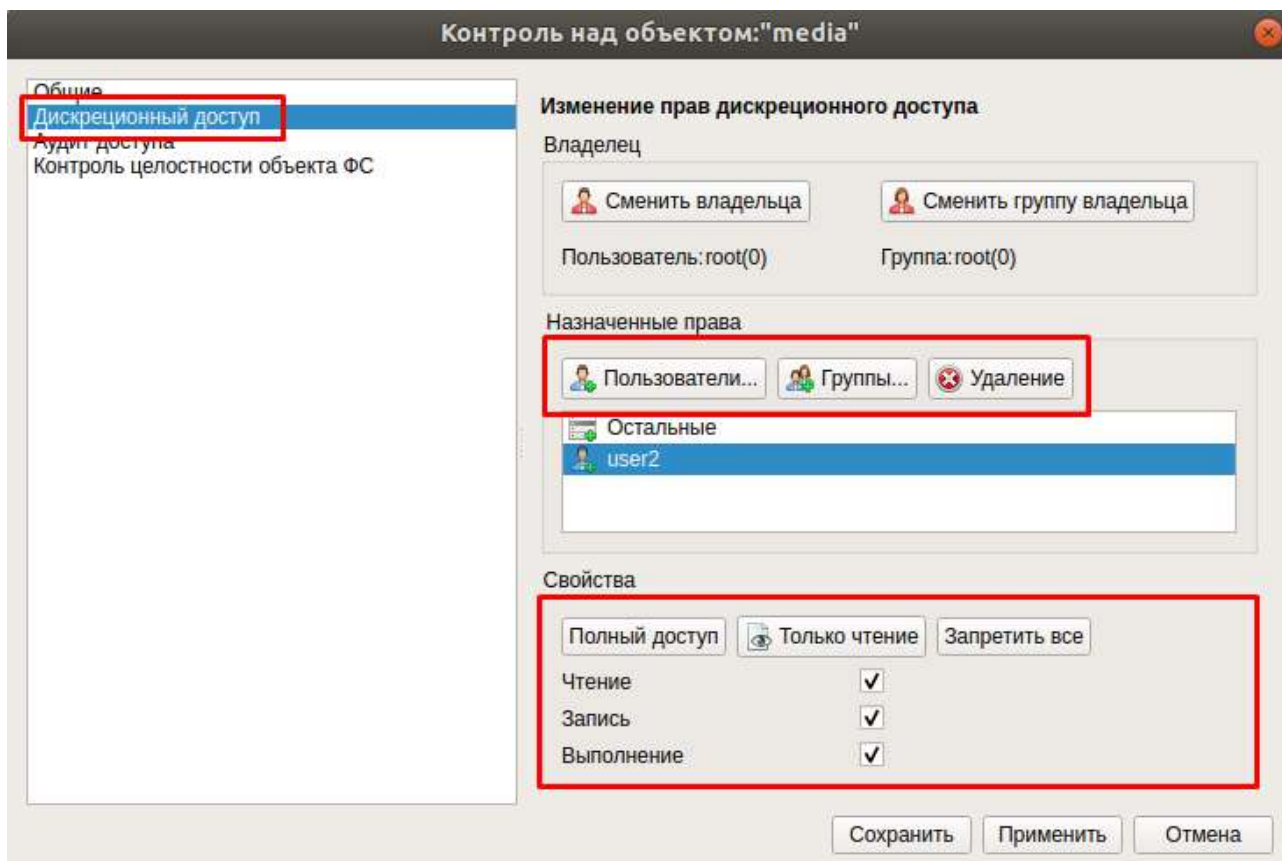 Контроль над объектом:"media"
Общие
Дискреционный доступ
Аудит доступа
Контроль целостности объекта ФС
Изменение прав дискреционного доступа
Владелец
Сменить владельца
Сменить группу владельца
Пользователь:root(0)
Группа:root(0)
Назначенные права
Пользователи...
Группы...
Удаление
Остальные
user2
Свойства
Полный доступ
Только чтение
Запретить все
Чтение
Запись
Выполнение
Сохранить
Применить
Отмена